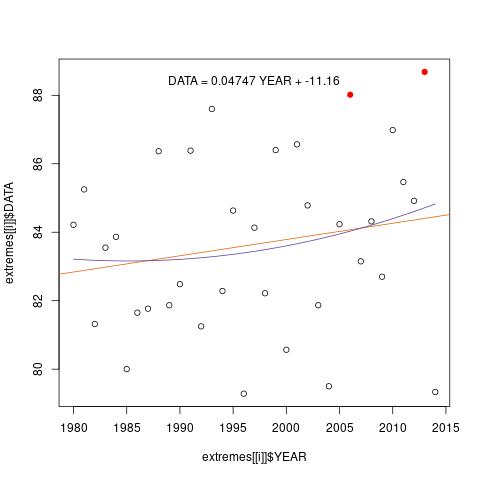 DATA = 0.04747 YEAR + -11.16
88
86
84
82
80
extremes[[i]]$DATA
1980 1985 1990 1995 2000 2005 2010 2015
extremes[[i]]$YEAR